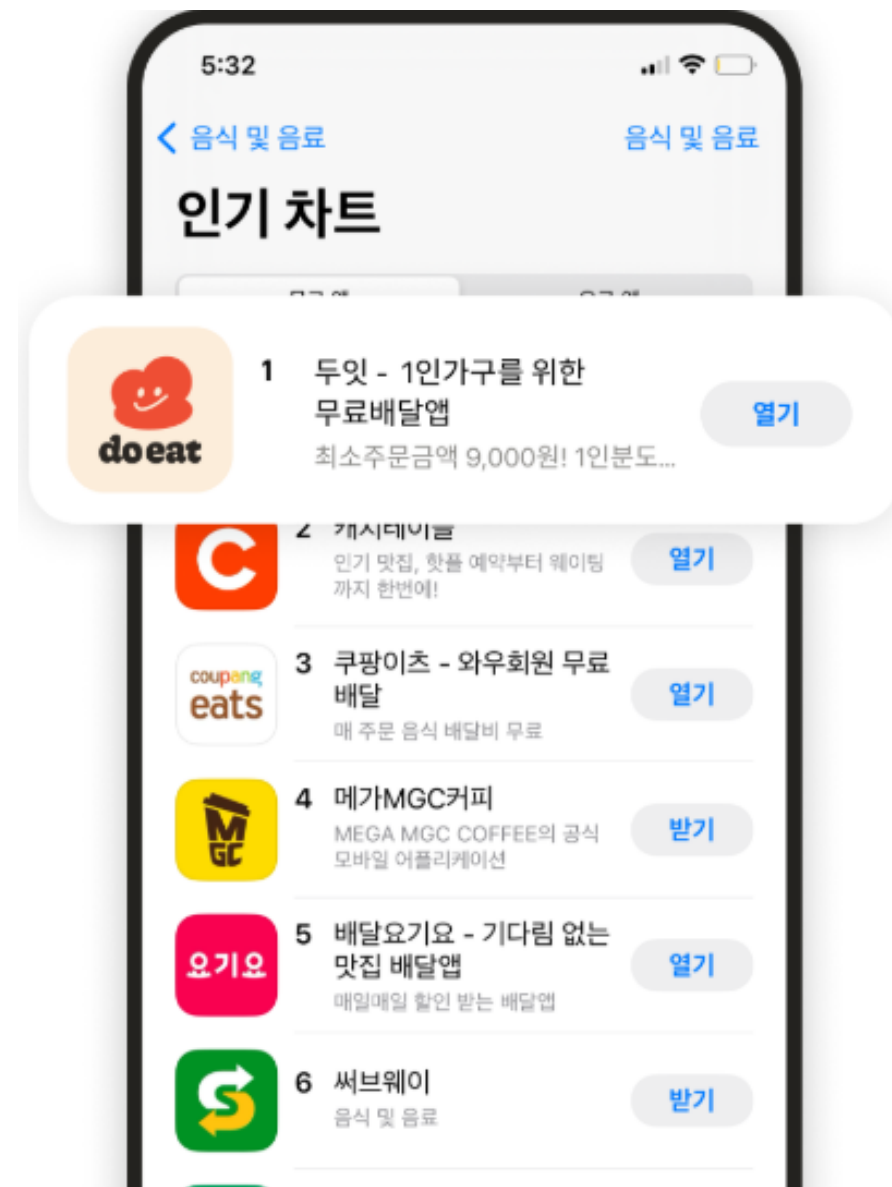 5:32
음식 및 음료
음식 및 음료
인기 차트
do eat
1
두잇 - 1인가구를 위한
무료배달앱
최소주문금액 9,000원! 1인분도...
열기
C
2
인기 맛집, 핫플 예약부터 웨이팅
까지 한번에!
열기
coupang
eats
3
쿠팡이츠 - 와우회원 무료
배달
매 주문 음식 배달비 무료
열기
M
GC
4
메가MGC커피
MEGA MGC COFFEE의 공식
모바일 어플리케이션
받기
요기요
5
배달요기요 - 기다림 없는
맛집 배달앱
매일매일 할인 받는 배달앱
열기
S
6
써브웨이
음식 및 음료
받기